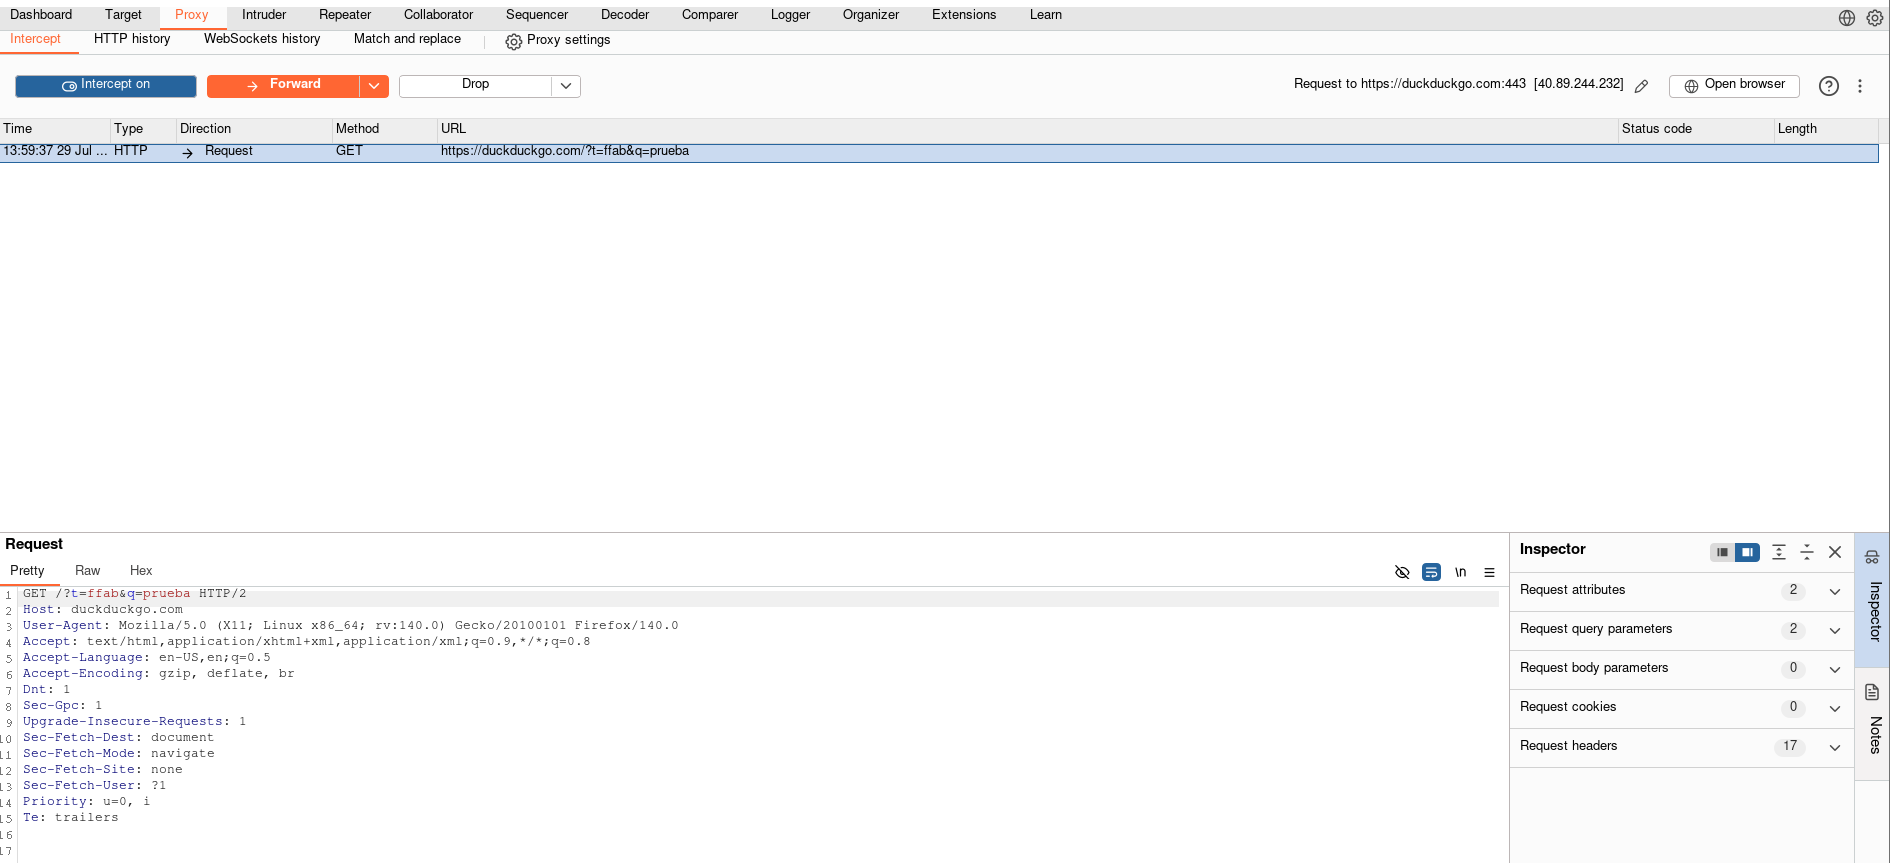 Dashboard Target Proxy Intruder Repeater Collaborator Sequencer Decoder Comparer Logger Organizer Extensions Learn
Intercept HTTP history WebSockets history Match and replace Proxy settings
Intercept on Forward Drop Request to https://duckduckgo.com:443 [40.89.244.232] Open browser
Time Type Direction Method URL Status code Length
13:59:37 29 Jul ... HTTP Request GET https://duckduckgo.com/?t=ffab&q=prueba
Request
Pretty Raw Hex \n
1 GET /?t=ffab&q=prueba HTTP/2
2 Host: duckduckgo.com
3 User-Agent: Mozilla/5.0 (X11; Linux x86_64; rv:140.0) Gecko/20100101 Firefox/140.0
4 Accept: text/html,application/xhtml+xml,application/xml;q=0.9,*/*;q=0.8
5 Accept-Language: en-US,en;q=0.5
6 Accept-Encoding: gzip, deflate, br
7 Dnt: 1
8 Sec-Gpc: 1
9 Upgrade-Insecure-Requests: 1
10 Sec-Fetch-Dest: document
11 Sec-Fetch-Mode: navigate
12 Sec-Fetch-Site: none
13 Sec-Fetch-User: ?1
14 Priority: u=0, i
15 Te: trailers
16
17
Inspector
Request attributes 2
Request query parameters 2
Request body parameters 0
Request cookies 0
Request headers 17
Inspector
Notes